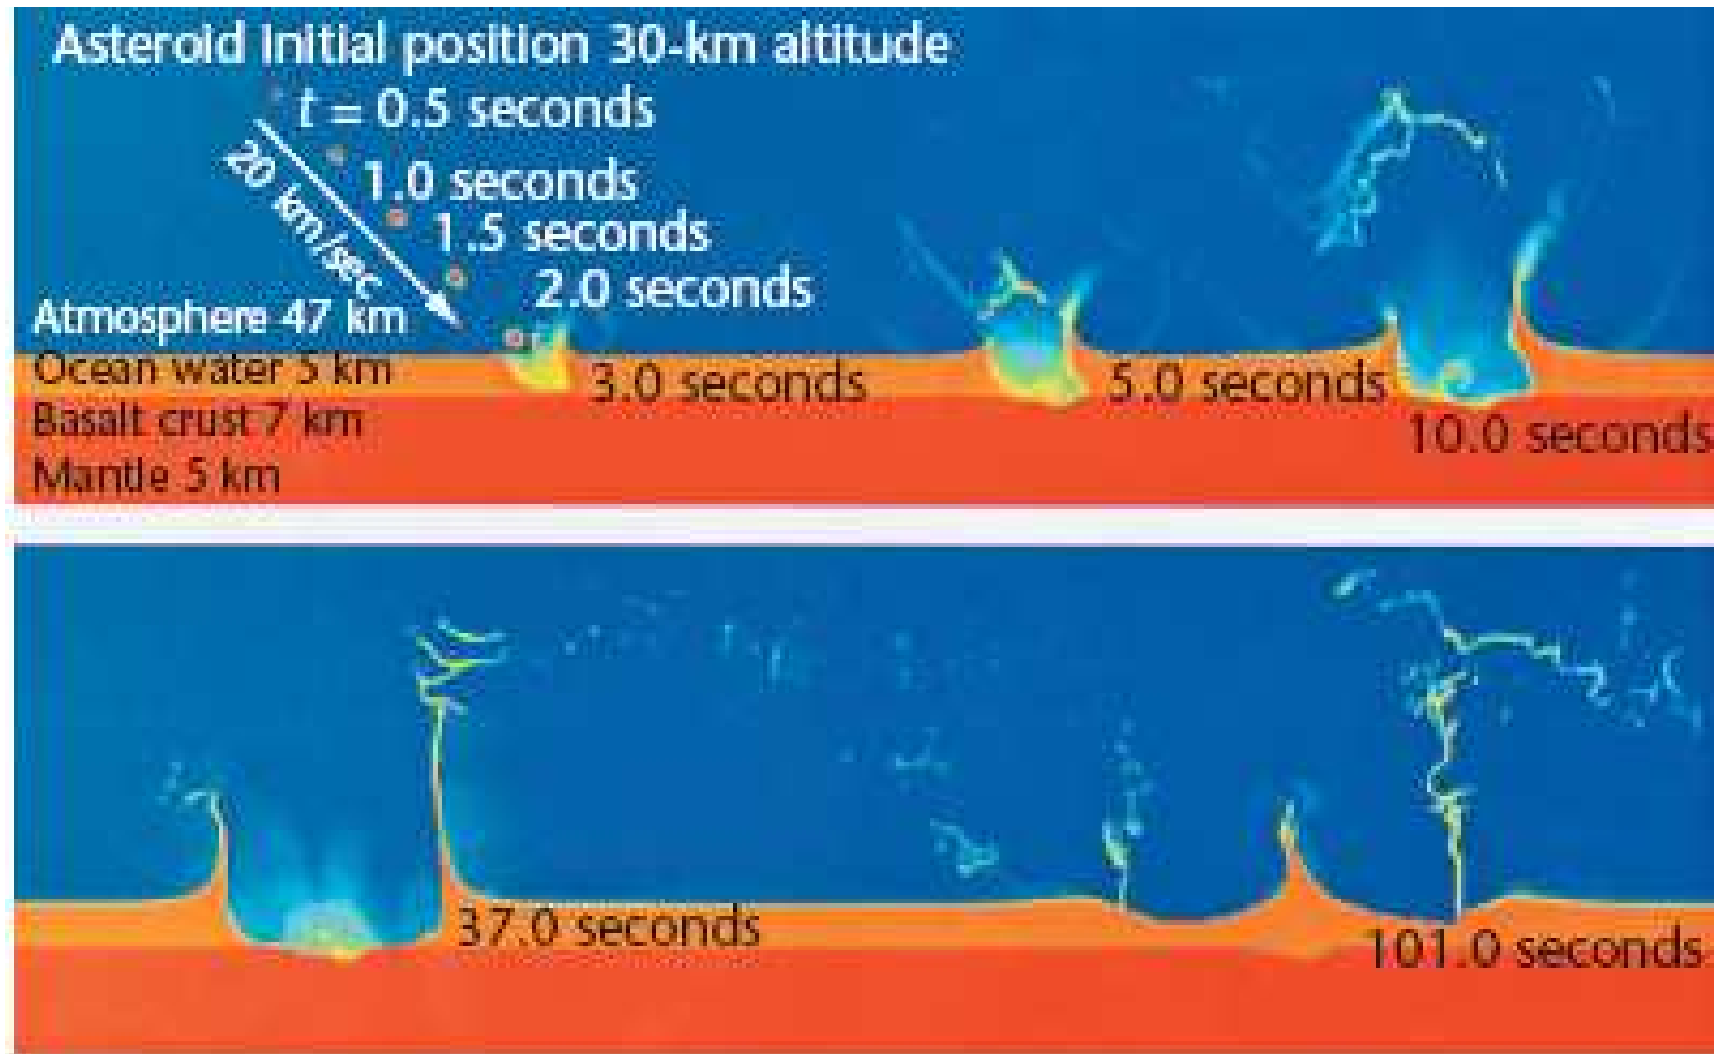 Asteroid initial position 30-km altitude
t = 0.5 seconds
1.0 seconds
20 km/sec
1.5 seconds
2.0 seconds
Atmosphere 47 km
Ocean water 5 km
3.0 seconds
5.0 seconds
Basalt crust 7 km
10.0 seconds
Mantle 5 km
37.0 seconds
101.0 seconds